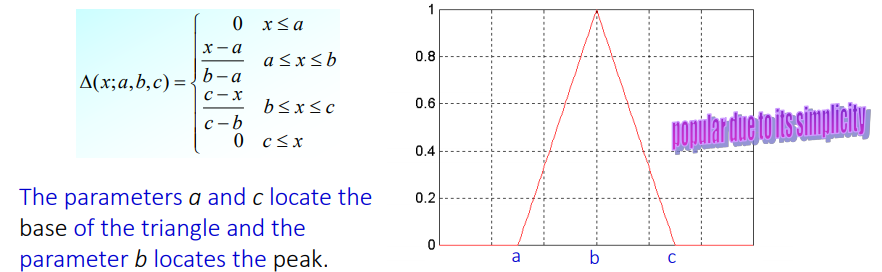 Δ(x;a,b,c) = { 0 x ≤ a
(x − a)/(b − a) a ≤ x ≤ b
(c − x)/(c − b) b ≤ x ≤ c
0 c ≤ x
The parameters a and c locate the
base of the triangle and the
parameter b locates the peak.
1
0.8
0.6
0.4
0.2
0
a b c
popular due to its simplicity